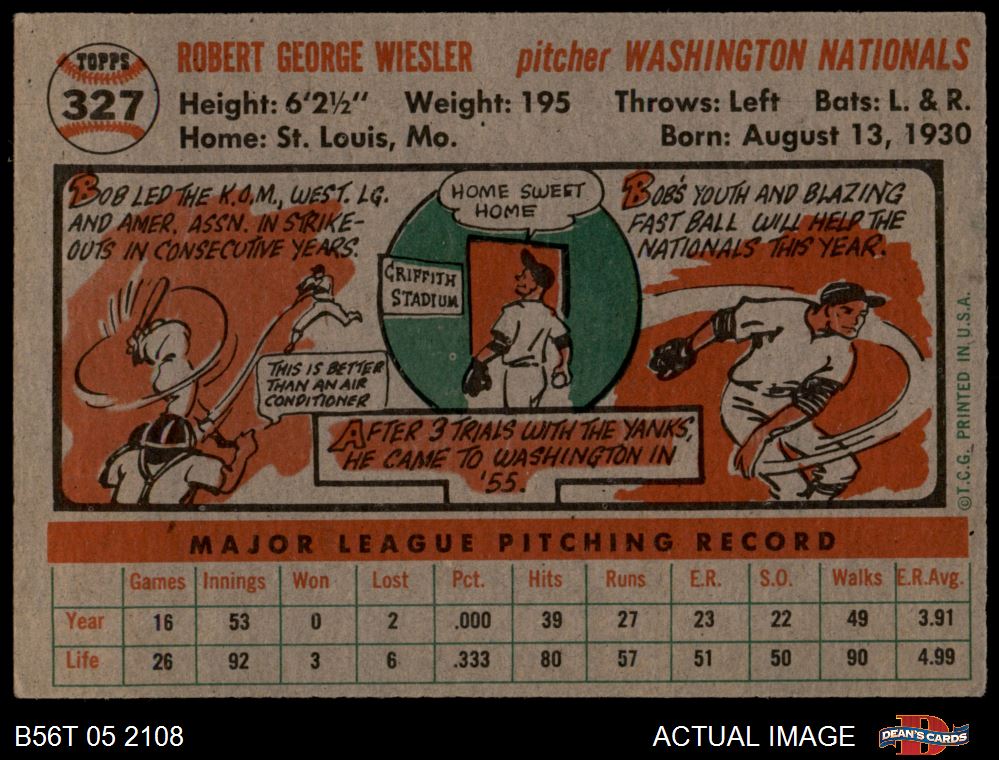 TOPPS
327
ROBERT GEORGE WIESLER pitcher WASHINGTON NATIONALS
Height: 6'2½" Weight: 195 Throws: Left Bats: L. & R.
Home: St. Louis, Mo. Born: August 13, 1930
BOB LED THE K.O.M., WEST. LG.
AND AMER. ASSN. IN STRIKE-
OUTS IN CONSECUTIVE YEARS.
HOME SWEET
HOME
GRIFFITH
STADIUM
BOB'S YOUTH AND BLAZING
FAST BALL WILL HELP THE
NATIONALS THIS YEAR.
THIS IS BETTER
THAN AN AIR
CONDITIONER
AFTER 3 TRIALS WITH THE YANKS,
HE CAME TO WASHINGTON IN
'55.
©T.C.G. PRINTED IN U.S.A.
MAJOR LEAGUE PITCHING RECORD
Games Innings Won Lost Pct. Hits Runs E.R. S.O. Walks E.R.Avg.
Year 16 53 0 2 .000 39 27 23 22 49 3.91
Life 26 92 3 6 .333 80 57 51 50 90 4.99
B56T 05 2108
ACTUAL IMAGE
D
DEAN'S CARDS